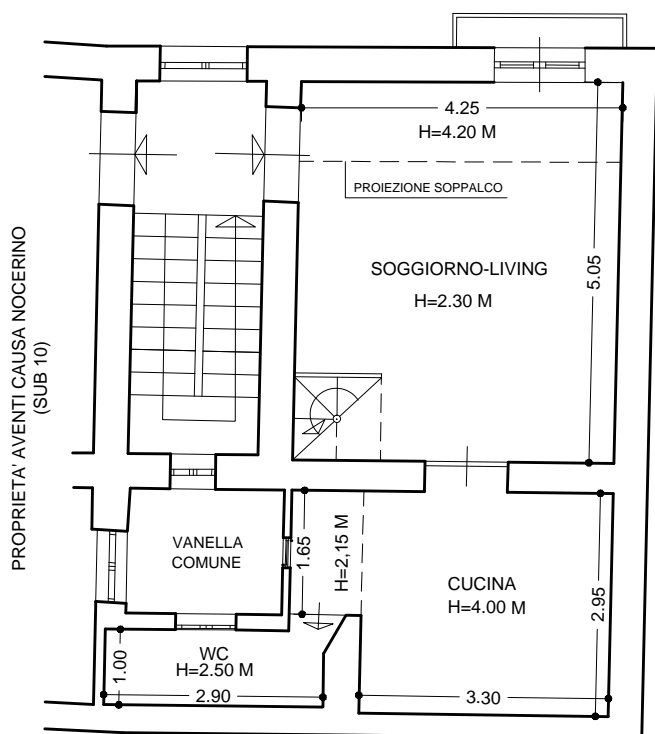 4.25
H=4.20 M
PROIEZIONE SOPPALCO
SOGGIORNO-LIVING
H=2.30 M
5.05
PROPRIETA' AVENTI CAUSA NOCERINO
(SUB 10)
VANELLA
COMUNE
1.65
H=2,15 M
CUCINA
H=4.00 M
2.95
WC
H=2.50 M
1.00
2.90
3.30